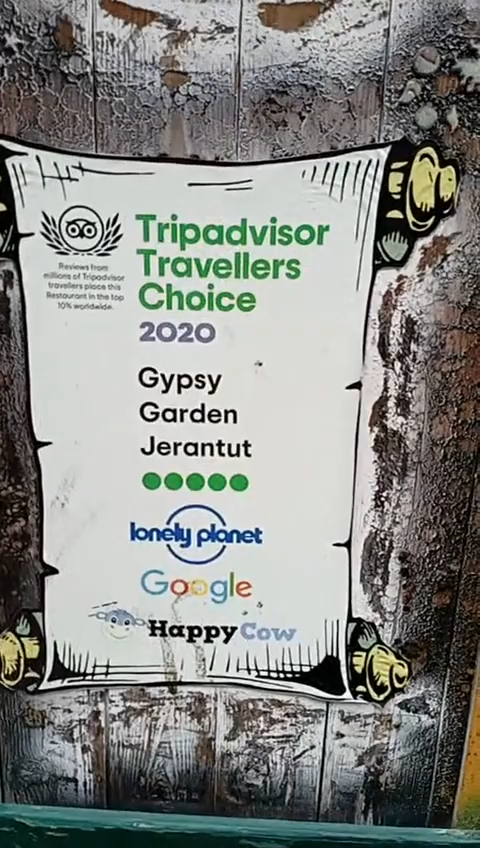 Tripadvisor
Travellers
Choice
2020
Reviews from
millions of Tripadvisor
travellers place this
Restaurant in the top
10% worldwide.
Gypsy
Garden
Jerantut
lonely planet
Google
HappyCow